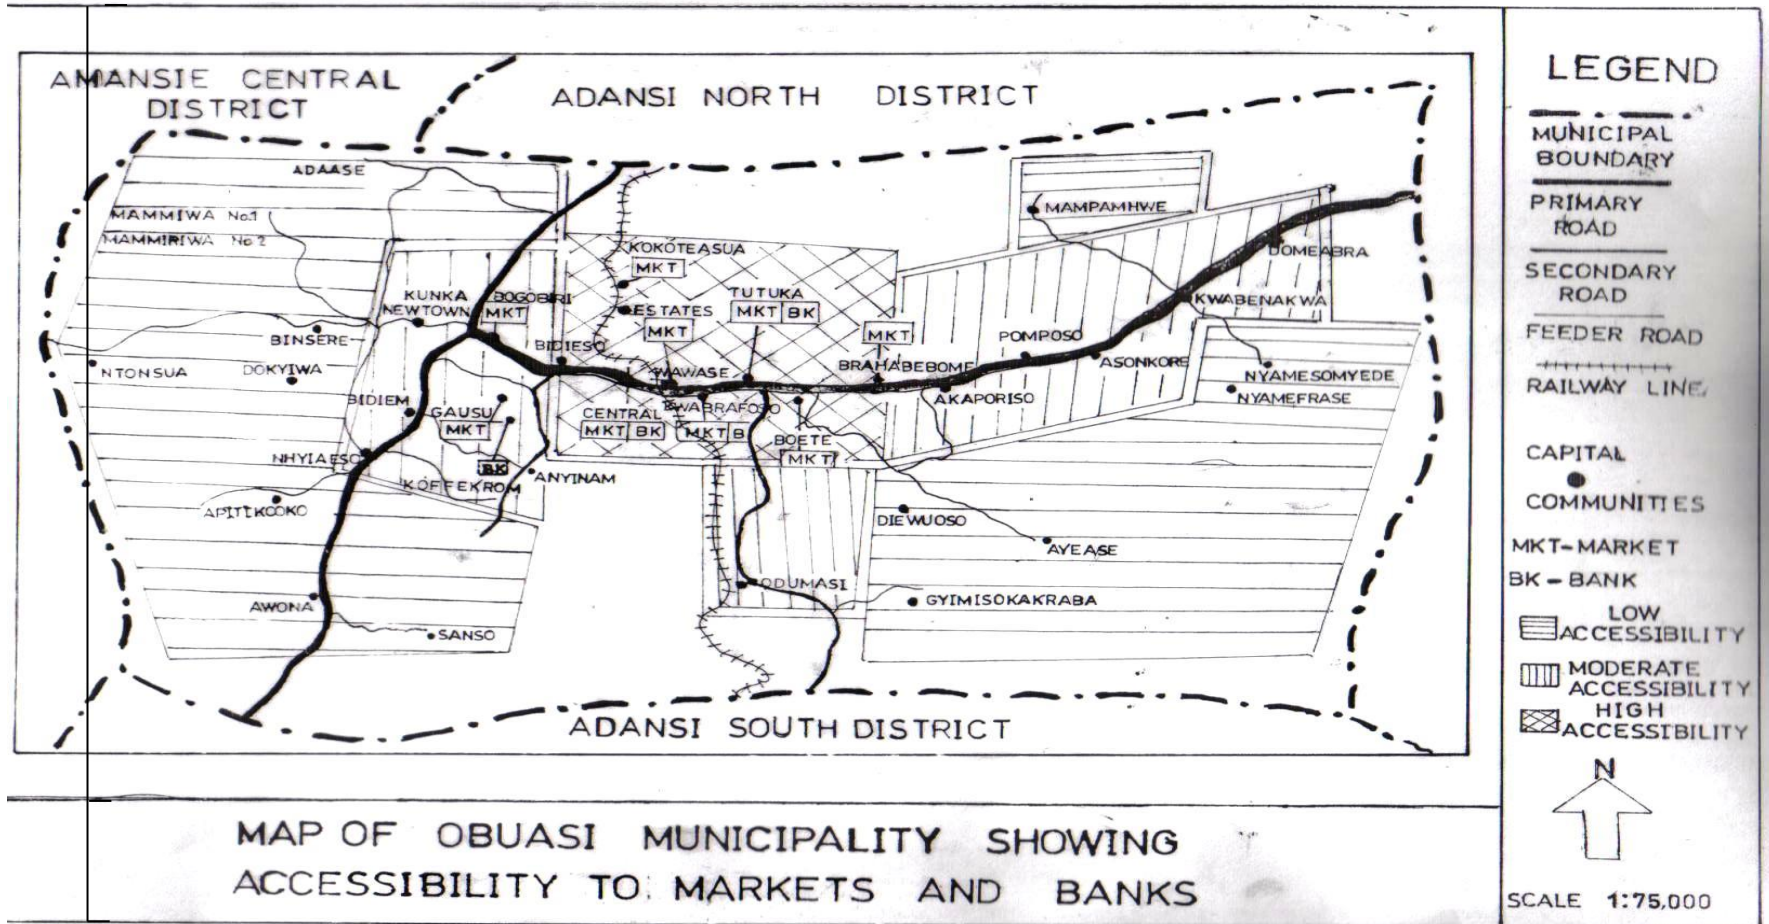 AMANSIE CENTRAL
DISTRICT
ADANSI NORTH DISTRICT
ADAASE
MAMMIWA No.1
MAMMIRIWA No.2
KOKOTEASUA
MKT
MAMPAMHWE
DOMEABRA
KUNKA
NEWTOWN
BOGOBIRI
MKT
ESTATES
MKT
TUTUKA
MKT BK
MKT
KWABENAKWA
BINSERE
BIDIESO
POMPOSO
NTONSUA
DOKYIWA
WAWASE
BRAHABEBOME
ASONKORE
NYAMESOMYEDE
NYAMEFRASE
BIDIEM
GAUSU
MKT
CENTRAL
MKT BK
KWABRAFOSO
MKT B
AKAPORISO
BOETE
MKT
NHYIAESO
BK
KOFFEKROM
ANYINAM
APITIKOOKO
DIEWUOSO
AYEASE
AWONA
ODUMASI
GYIMISOKAKRABA
SANSO
ADANSI SOUTH DISTRICT
LEGEND
MUNICIPAL
BOUNDARY
PRIMARY
ROAD
SECONDARY
ROAD
FEEDER ROAD
RAILWAY LINE
CAPITAL
COMMUNITIES
MKT-MARKET
BK-BANK
LOW
ACCESSIBILITY
MODERATE
ACCESSIBILITY
HIGH
ACCESSIBILITY
N
SCALE 1:75,000
MAP OF OBUASI MUNICIPALITY SHOWING
ACCESSIBILITY TO MARKETS AND BANKS